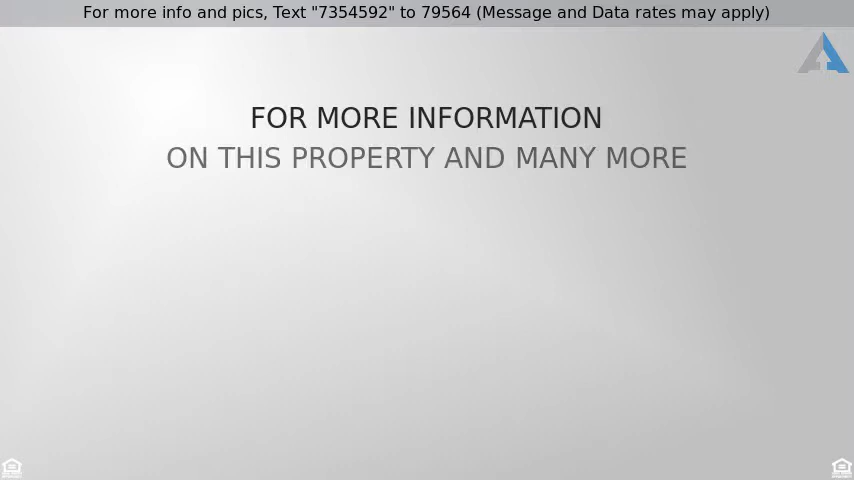 For more info and pics, Text "7354592" to 79564 (Message and Data rates may apply)
FOR MORE INFORMATION
ON THIS PROPERTY AND MANY MORE